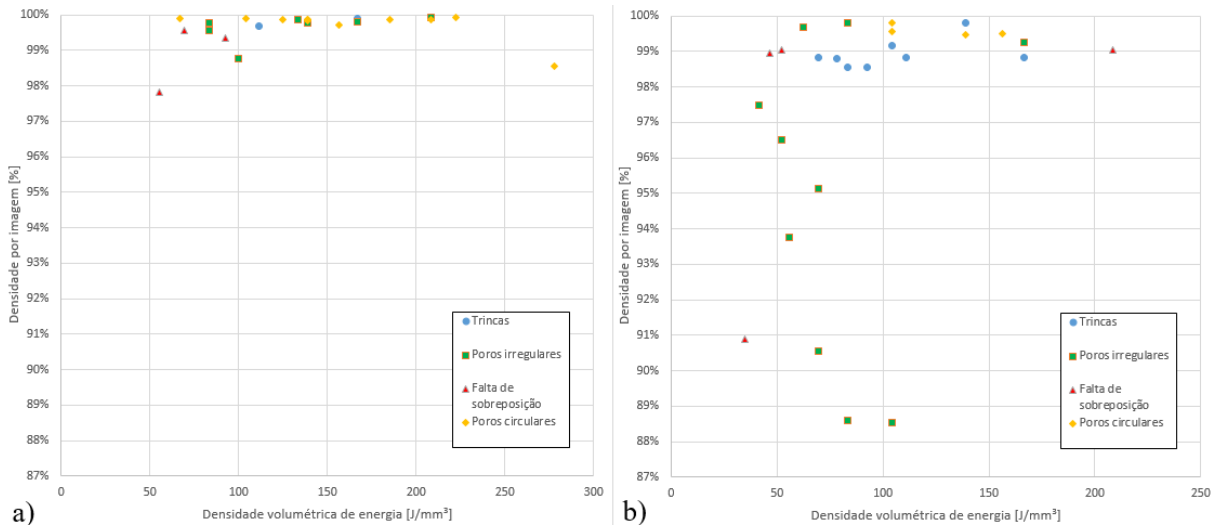 100%
99%
98%
97%
96%
95%
94%
93%
92%
91%
90%
89%
88%
87%
Densidade por imagem [%]
Trincas
Poros irregulares
Falta de
sobreposição
Poros circulares
0 50 100 150 200 250 300
Densidade volumétrica de energia [J/mm³]
a)
100%
99%
98%
97%
96%
95%
94%
93%
92%
91%
90%
89%
88%
87%
Densidade por imagem [%]
Trincas
Poros irregulares
Falta de
sobreposição
Poros circulares
0 50 100 150 200 250
Densidade volumétrica de energia [J/mm³]
b)